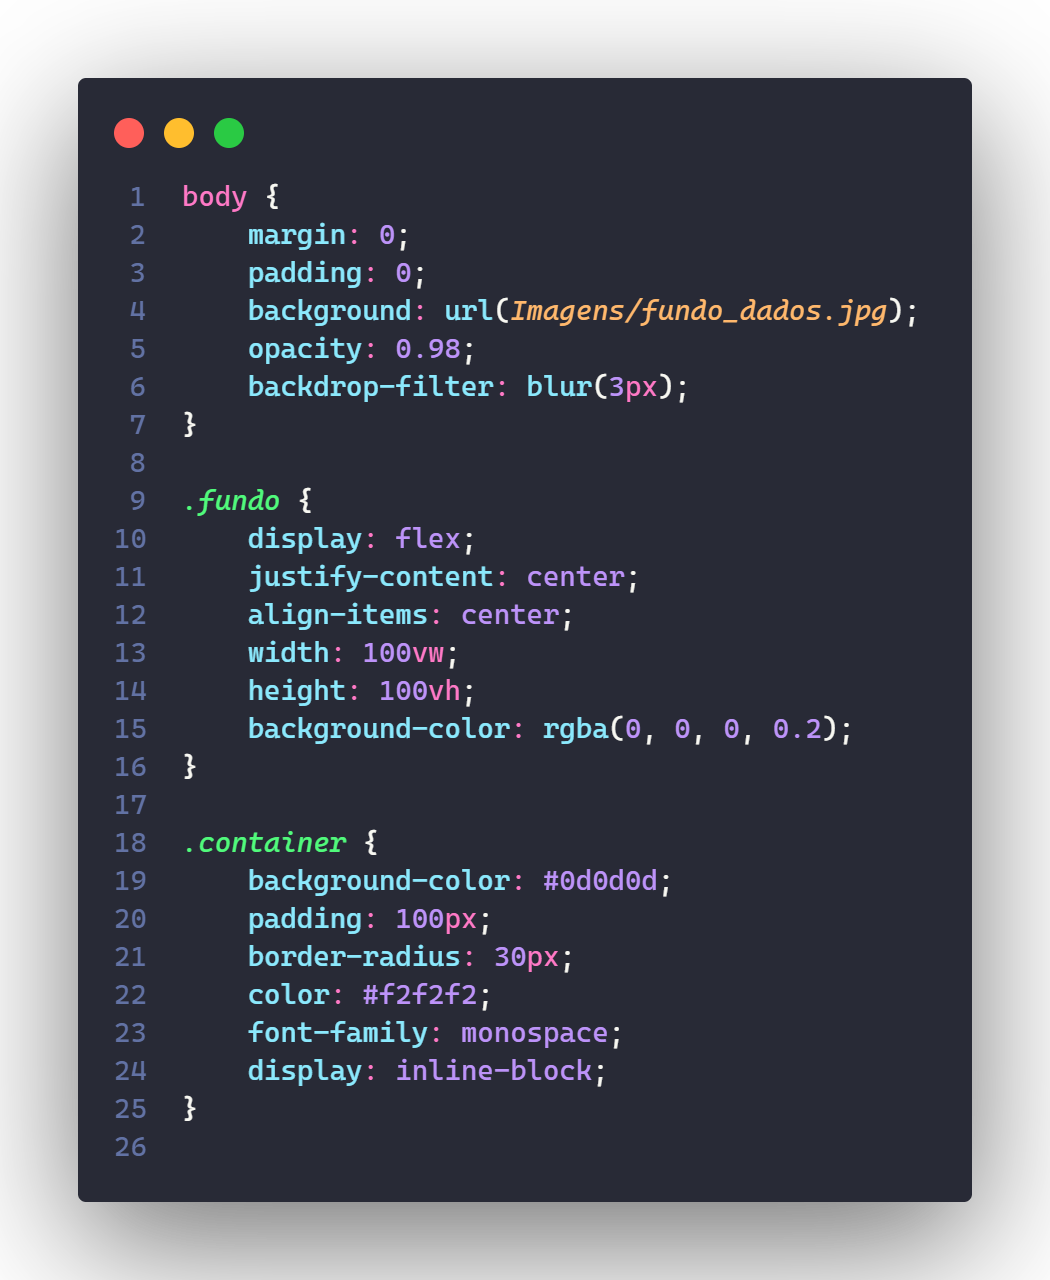 1 body {
2     margin: 0;
3     padding: 0;
4     background: url(Imagens/fundo_dados.jpg);
5     opacity: 0.98;
6     backdrop-filter: blur(3px);
7 }
8
9 .fundo {
10     display: flex;
11     justify-content: center;
12     align-items: center;
13     width: 100vw;
14     height: 100vh;
15     background-color: rgba(0, 0, 0, 0.2);
16 }
17
18 .container {
19     background-color: #0d0d0d;
20     padding: 100px;
21     border-radius: 30px;
22     color: #f2f2f2;
23     font-family: monospace;
24     display: inline-block;
25 }
26